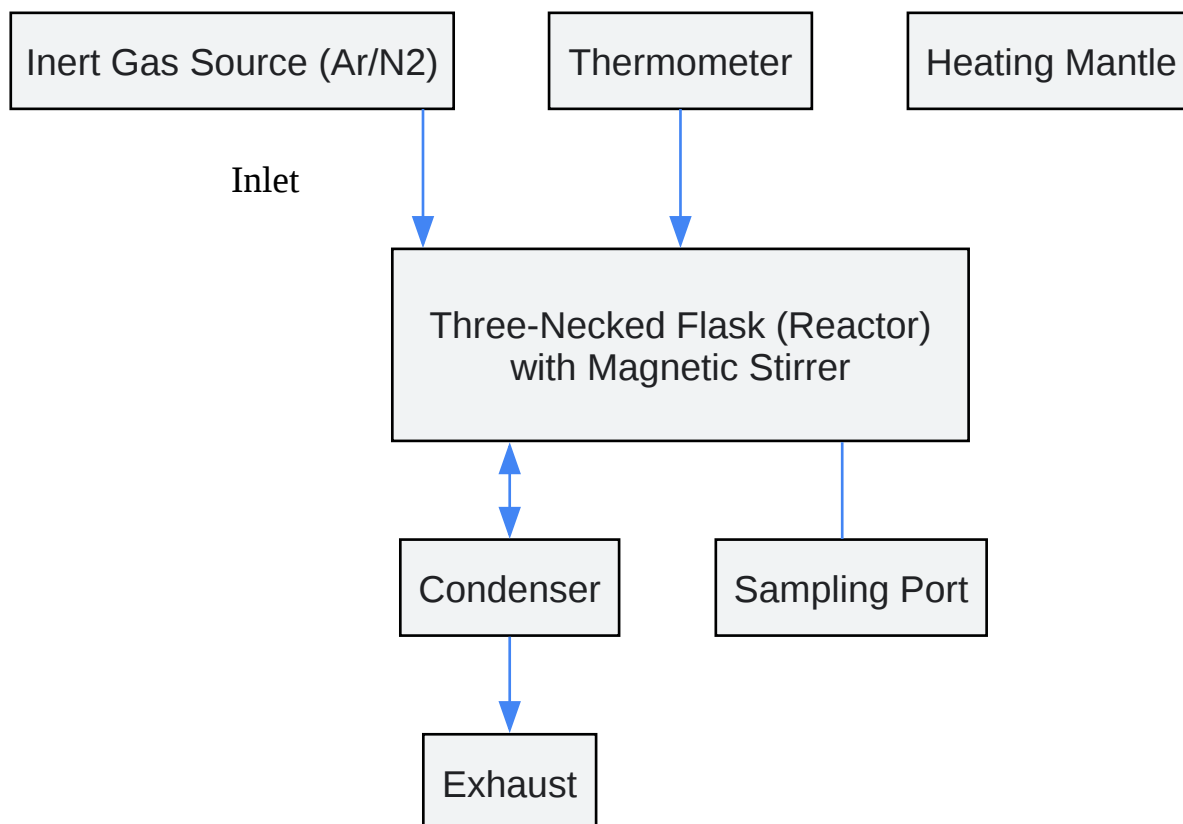 Inert Gas Source (Ar/N2)
Thermometer
Heating Mantle
Inlet
Three-Necked Flask (Reactor)
with Magnetic Stirrer
Condenser
Sampling Port
Exhaust